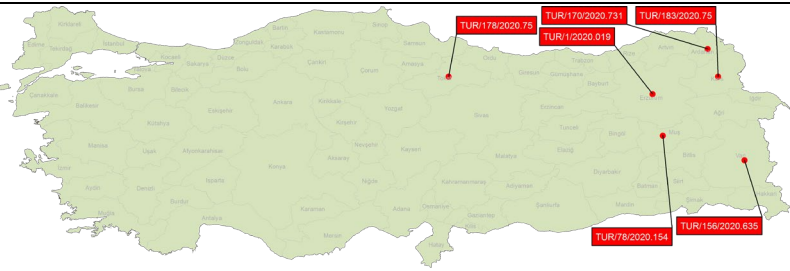 TUR/170/2020.731
TUR/183/2020.75
TUR/178/2020.75
TUR/1/2020.019
Kırklareli
Edirne
Tekirdağ
İstanbul
Zonguldak
Bartın
Kastamonu
Sinop
Samsun
Karabük
Düzce
Bolu
Kocaeli
Sakarya
Çankırı
Çorum
Amasya
Ordu
Giresun
Trabzon
Gümüşhane
Bayburt
Artvin
Çanakkale
Balıkesir
Bursa
Bilecik
Eskişehir
Ankara
Kırıkkale
Yozgat
Sivas
Erzincan
Erzurum
Iğdır
Ağrı
Kütahya
Manisa
Uşak
Afyonkarahisar
Kırşehir
Nevşehir
Kayseri
Tunceli
Bingöl
Muş
Elazığ
Malatya
Bitlis
İzmir
Aydın
Denizli
Isparta
Burdur
Konya
Aksaray
Niğde
Kahramanmaraş
Adıyaman
Diyarbakır
Batman
Siirt
Şırnak
Hakkari
Mardin
Şanlıurfa
Gaziantep
Osmaniye
Adana
Karaman
Mersin
Antalya
Muğla
Hatay
TUR/156/2020.635
TUR/78/2020.154